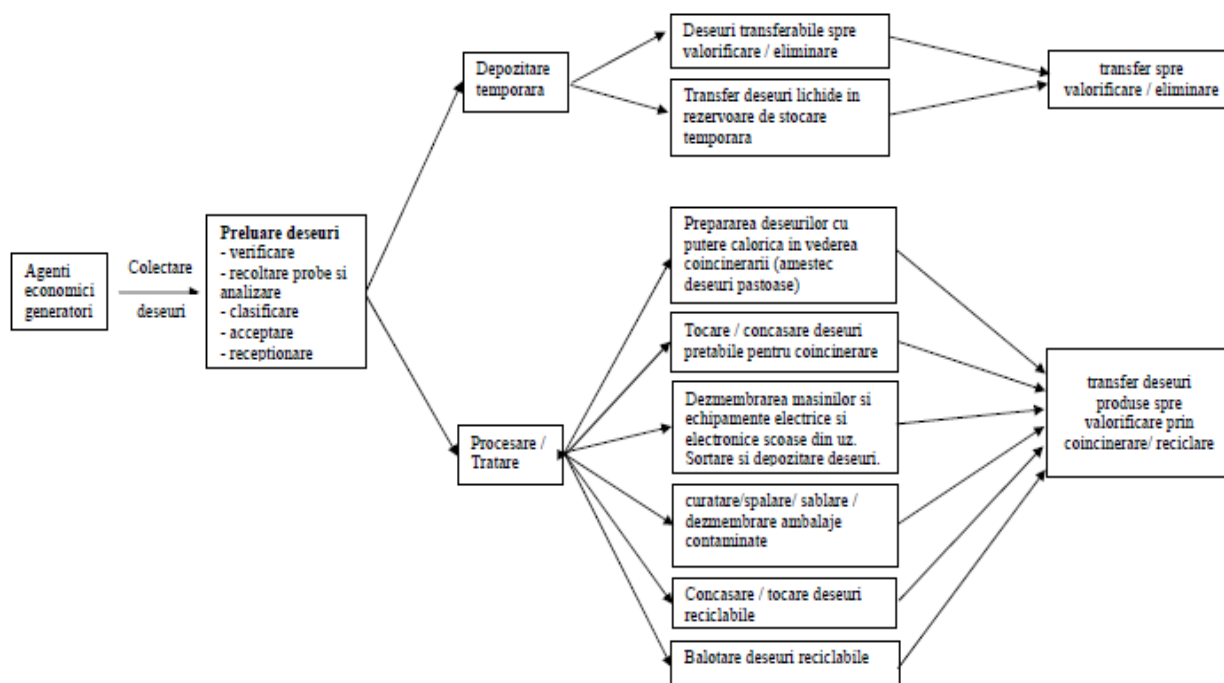 Agenti
economici
generatori
Colectare
deseuri
Preluare deseuri
- verificare
- recoltare probe si
analizare
- clasificare
- acceptare
- receptionare
Depozitare
temporara
Deseuri transferabile spre
valorificare / eliminare
Transfer deseuri lichide in
rezervoare de stocare
temporara
transfer spre
valorificare / eliminare
Procesare /
Tratare
Prepararea deseurilor cu
putere calorica in vederea
coincinerarii (amestec
deseuri pastoase)
Tocare / concasare deseuri
pretabile pentru coincinerare
Dezmembrarea masinilor si
echipamente electrice si
electronice scoase din uz.
Sortare si depozitare deseuri.
curatare/spalare/ sablare /
dezmembrare ambalaje
contaminate
Concasare / tocare deseuri
reciclabile
Balotare deseuri reciclabile
transfer deseuri
produse spre
valorificare prin
coincinerare/ reciclare